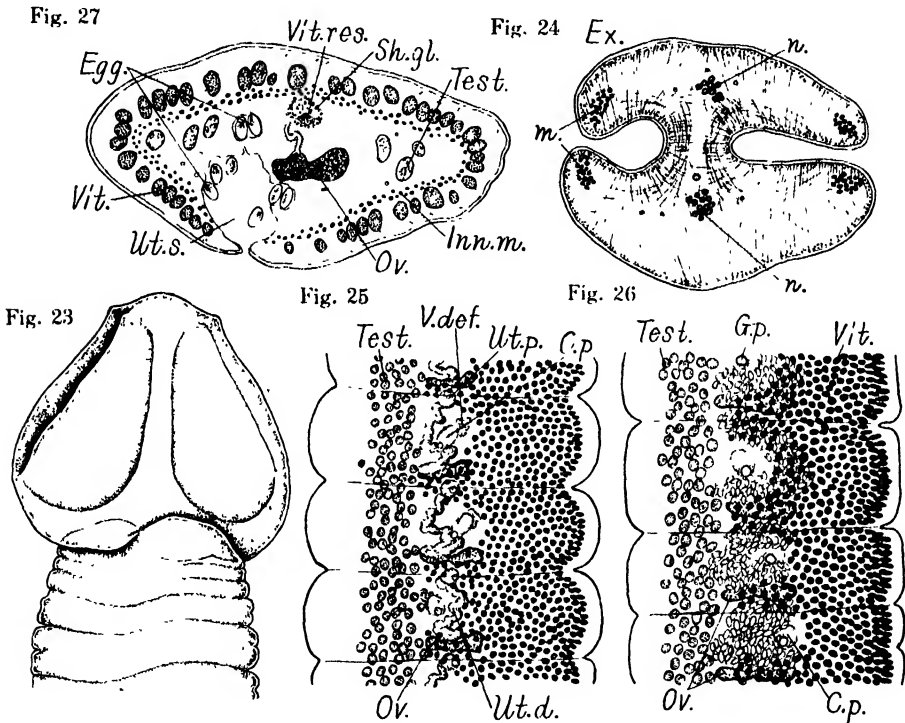 Fig. 27
Egg.
Vit.res.
Sh.gl.
Test.
Vit.
Ut.s.
Ov.
Inn.m.
Fig. 24
Ex.
n.
m.
n.
Fig. 23
Fig. 25
Test.
V.def.
Ut.p.
C.p
Ov.
Ut.d.
Fig. 26
Test.
G.p.
Vit.
Ov.
C.p.